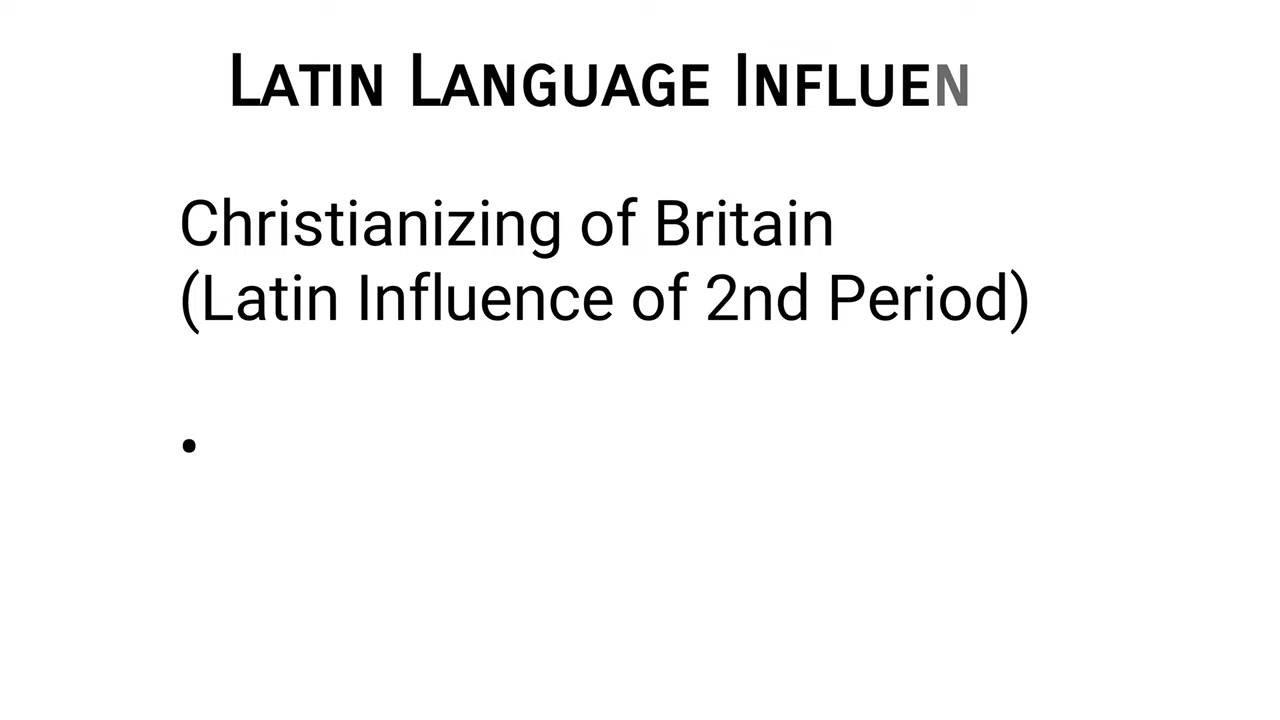 LATIN LANGUAGE INFLUEN
Christianizing of Britain
(Latin Influence of 2nd Period)
•